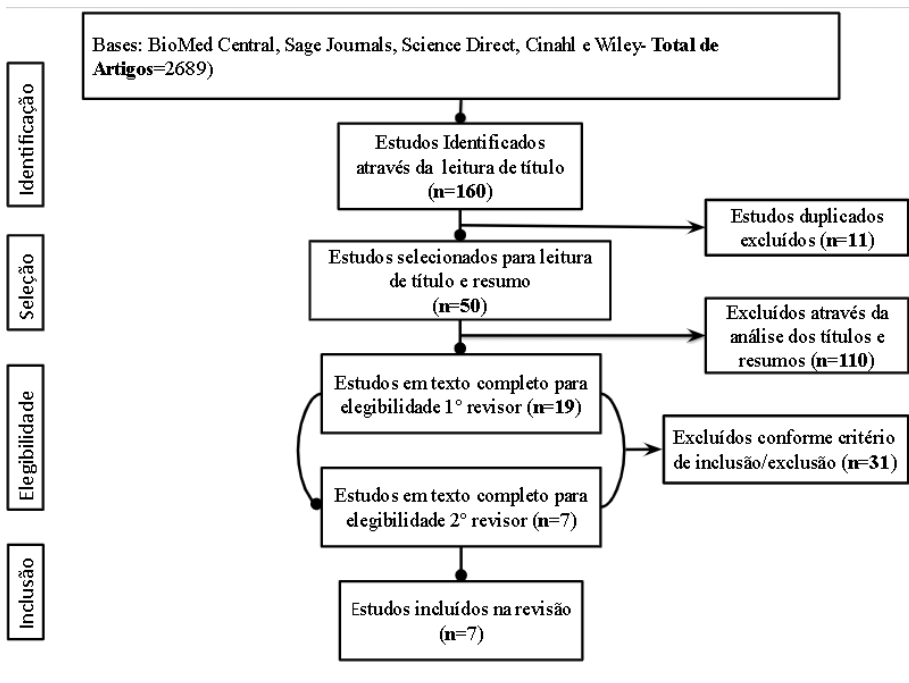 Bases: BioMed Central, Sage Journals, Science Direct, Cinahl e Wiley- Total de
Artigos=2689)
Identificação
Estudos Identificados
através da leitura de título
(n=160)
Estudos duplicados
excluídos (n=11)
Seleção
Estudos selecionados para leitura
de título e resumo
(n=50)
Excluídos através da
análise dos títulos e
resumos (n=110)
Elegibilidade
Estudos em texto completo para
elegibilidade 1° revisor (n=19)
Excluídos conforme critério
de inclusão/exclusão (n=31)
Estudos em texto completo para
elegibilidade 2° revisor (n=7)
Inclusão
Estudos incluídos na revisão
(n=7)